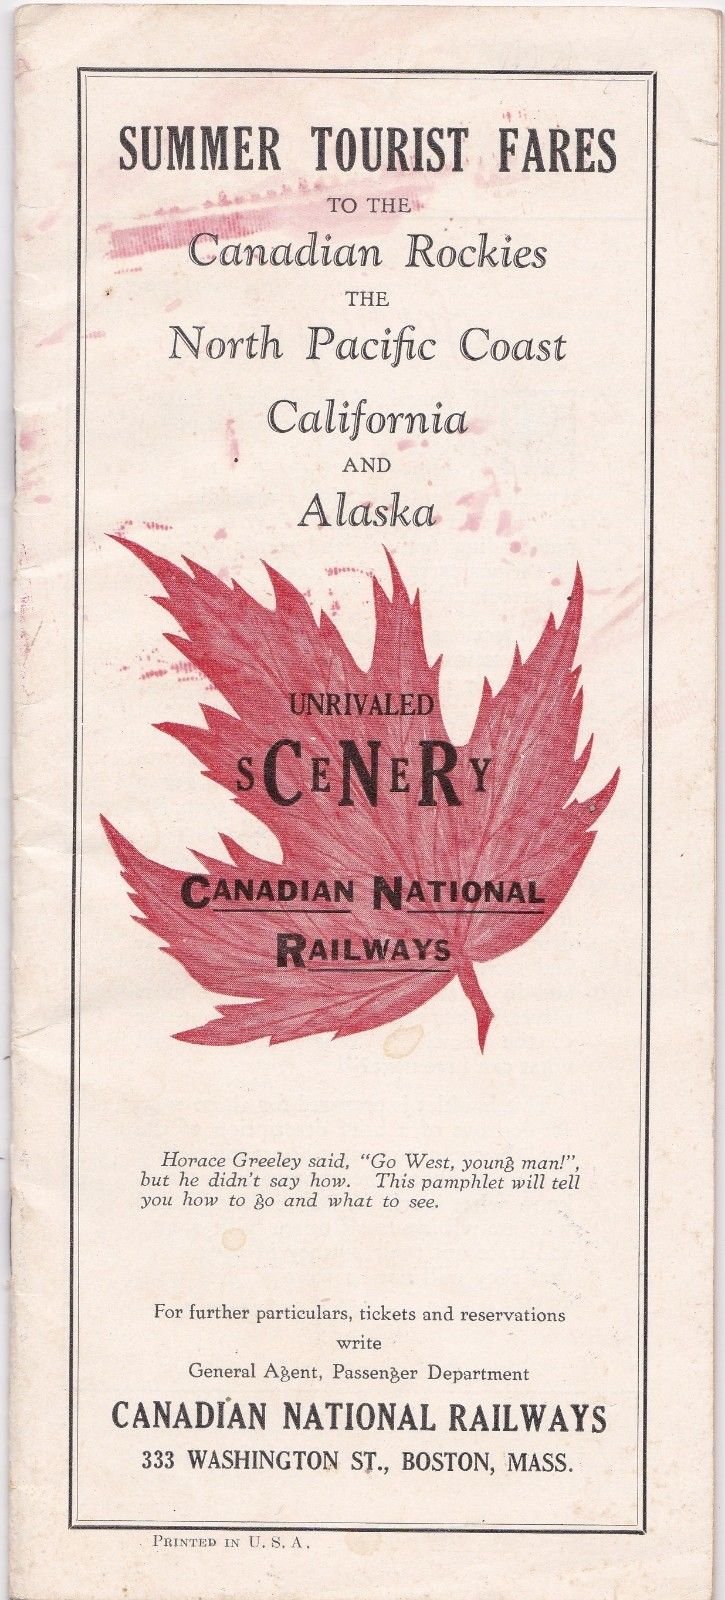 SUMMER TOURIST FARES
TO THE
Canadian Rockies
THE
North Pacific Coast
California
AND
Alaska
UNRIVALED
sCeNeRy
CANADIAN NATIONAL
RAILWAYS
Horace Greeley said, "Go West, young man!",
but he didn't say how. This pamphlet will tell
you how to go and what to see.
For further particulars, tickets and reservations
write
General Agent, Passenger Department
CANADIAN NATIONAL RAILWAYS
333 WASHINGTON ST., BOSTON, MASS.
PRINTED IN U. S. A.